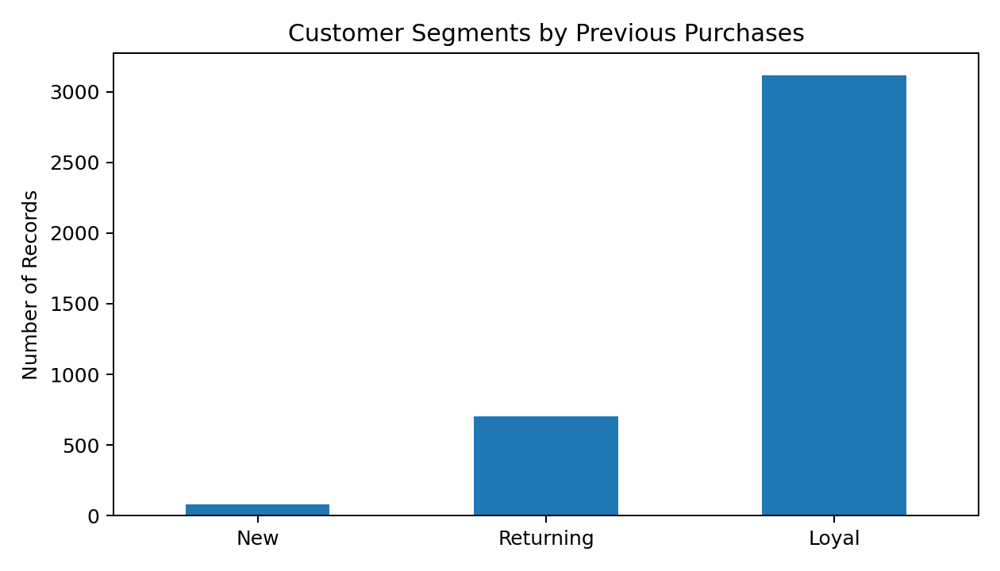 Customer Segments by Previous Purchases
Number of Records
3000
2500
2000
1500
1000
500
0
New
Returning
Loyal